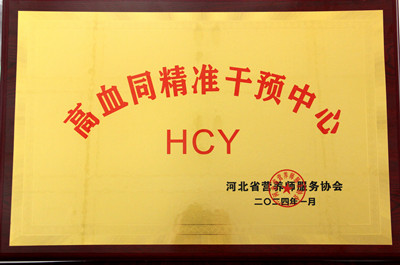 高血同精准干预中心
HCY
河北省营养师服务协会
二〇二四年一月